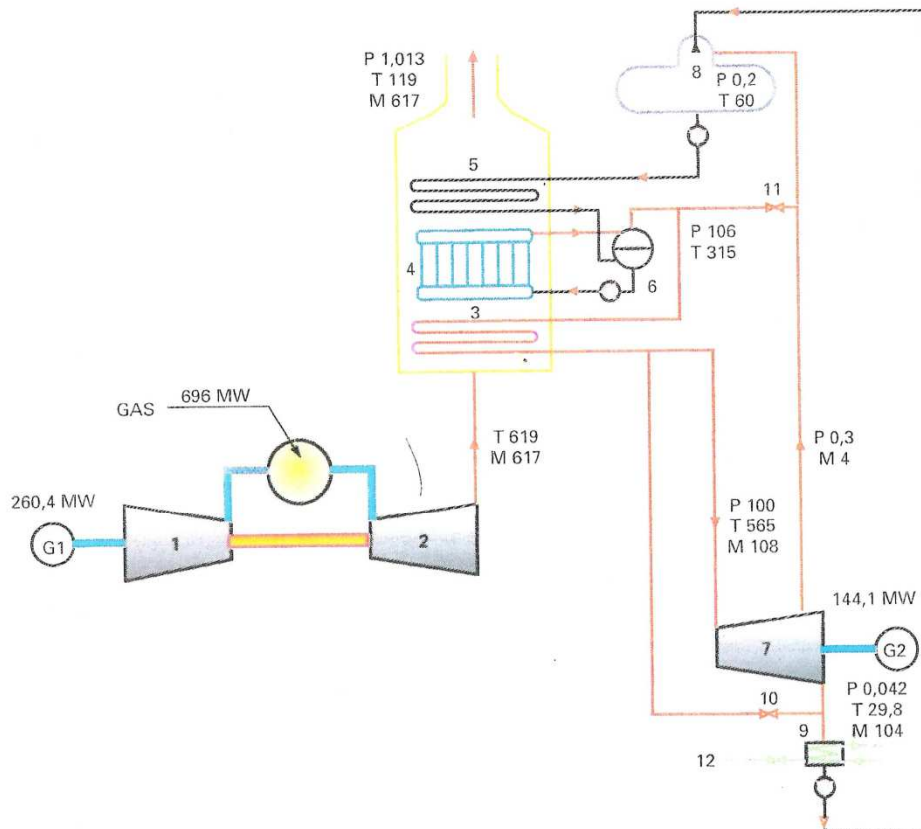 P 1,013
T 119
M 617
8
P 0,2
T 60
5
11
P 106
T 315
4
6
3
GAS
696 MW
T 619
M 617
P 0,3
M 4
260,4 MW
G1
1
2
P 100
T 565
M 108
144,1 MW
7
G2
10
P 0,042
T 29,8
M 104
9
12